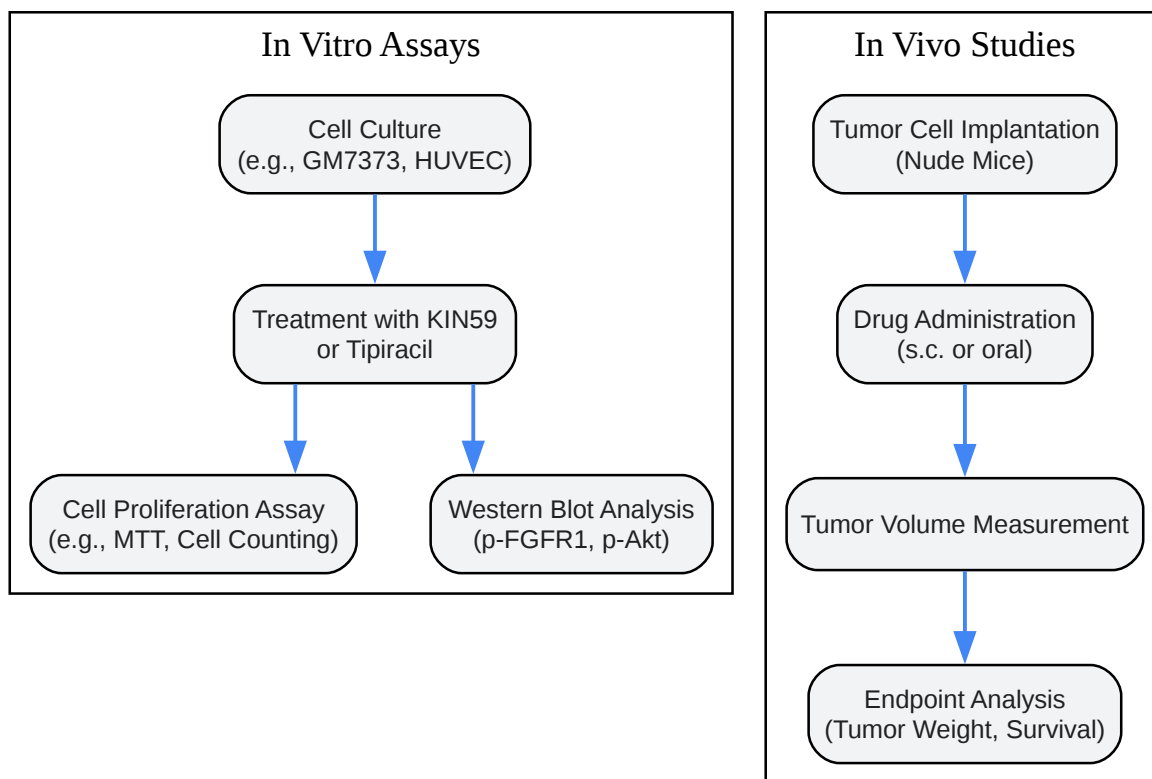 In Vitro Assays
Cell Culture
(e.g., GM7373, HUVEC)
Treatment with KIN59
or Tipiracil
Cell Proliferation Assay
(e.g., MTT, Cell Counting)
Western Blot Analysis
(p-FGFR1, p-Akt)
In Vivo Studies
Tumor Cell Implantation
(Nude Mice)
Drug Administration
(s.c. or oral)
Tumor Volume Measurement
Endpoint Analysis
(Tumor Weight, Survival)